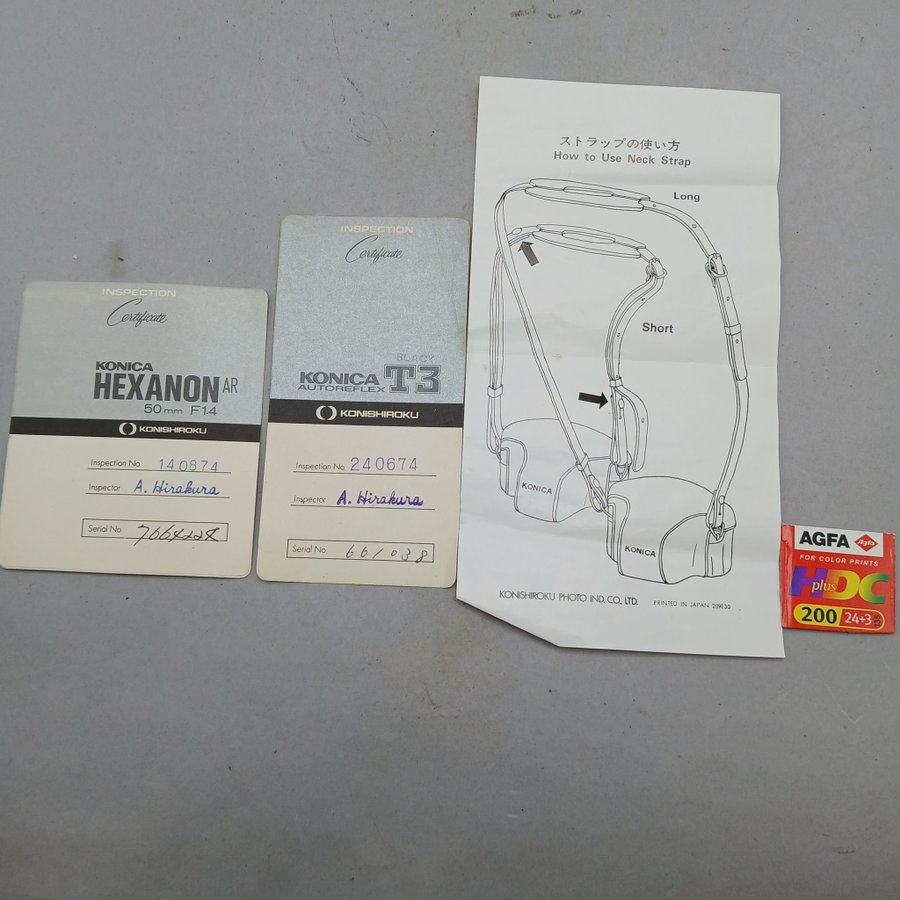 INSPECTION
Certificate
KONICA
HEXANON AR
50mm F1.4
KONISHIROKU
Inspection No. 140874
Inspector A. Hirakura
Serial No.
INSPECTION
Certificate
BLACK
KONICA T3
AUTOREFLEX
KONISHIROKU
Inspection No. 240674
Inspector A. Hirakura
Serial No. 661038
ストラップの使い方
How to Use Neck Strap
Long
Short
KONICA
KONICA
KONISHIROKU PHOTO IND. CO., LTD.
PRINTED IN JAPAN
AGFA Agfa
FOR COLOR PRINTS
HDC
plus
200 24+3